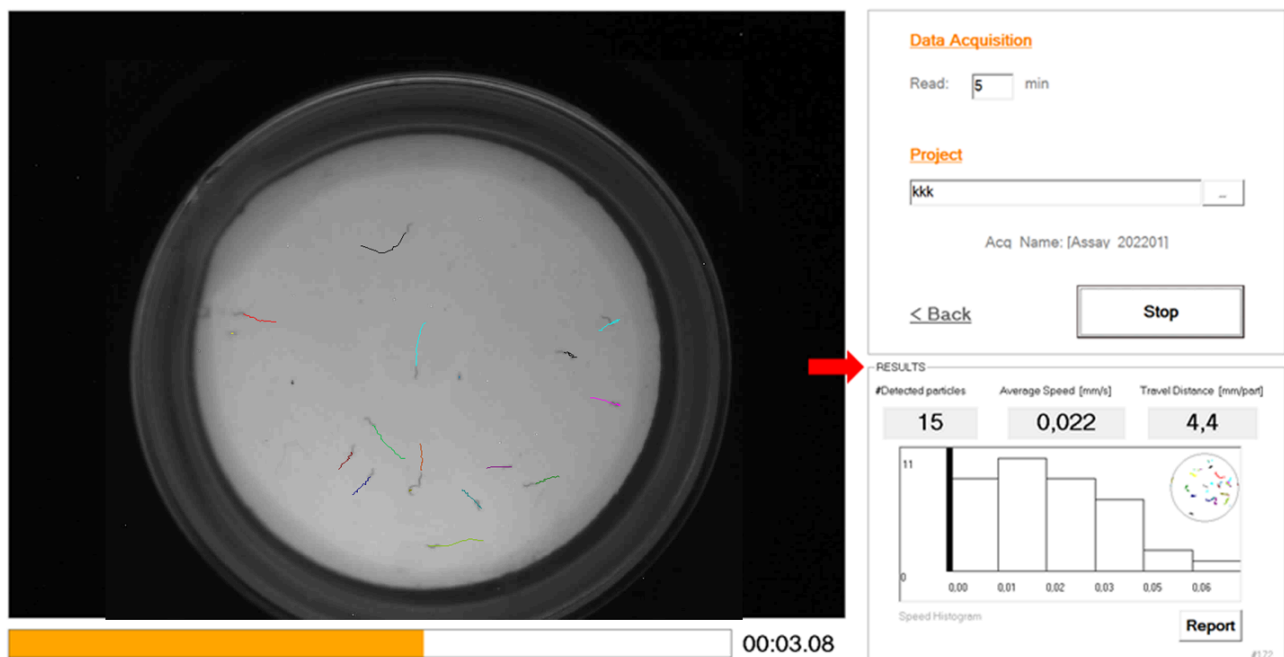 Data Acquisition
Read: 5 min
Project
kkk ...
Acq Name: [Assay 202201]
< Back Stop
RESULTS
#Detected particles Average Speed [mm/s] Travel Distance [mm/part]
15 0,022 4,4
11
0
0,00 0,01 0,02 0,03 0,05 0,06
Speed Histogram
Report
00:03.08
#172